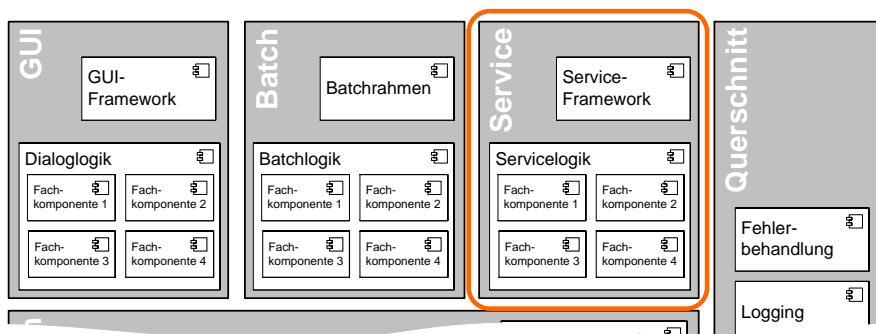 GUI
GUI-
Framework
Dialoglogik
Fach-
komponente 1
Fach-
komponente 2
Fach-
komponente 3
Fach-
komponente 4
Batch
Batchrahmen
Batchlogik
Fach-
komponente 1
Fach-
komponente 2
Fach-
komponente 3
Fach-
komponente 4
Service
Service-
Framework
Servicelogik
Fach-
komponente 1
Fach-
komponente 2
Fach-
komponente 3
Fach-
komponente 4
Querschnitt
Fehler-
behandlung
Logging